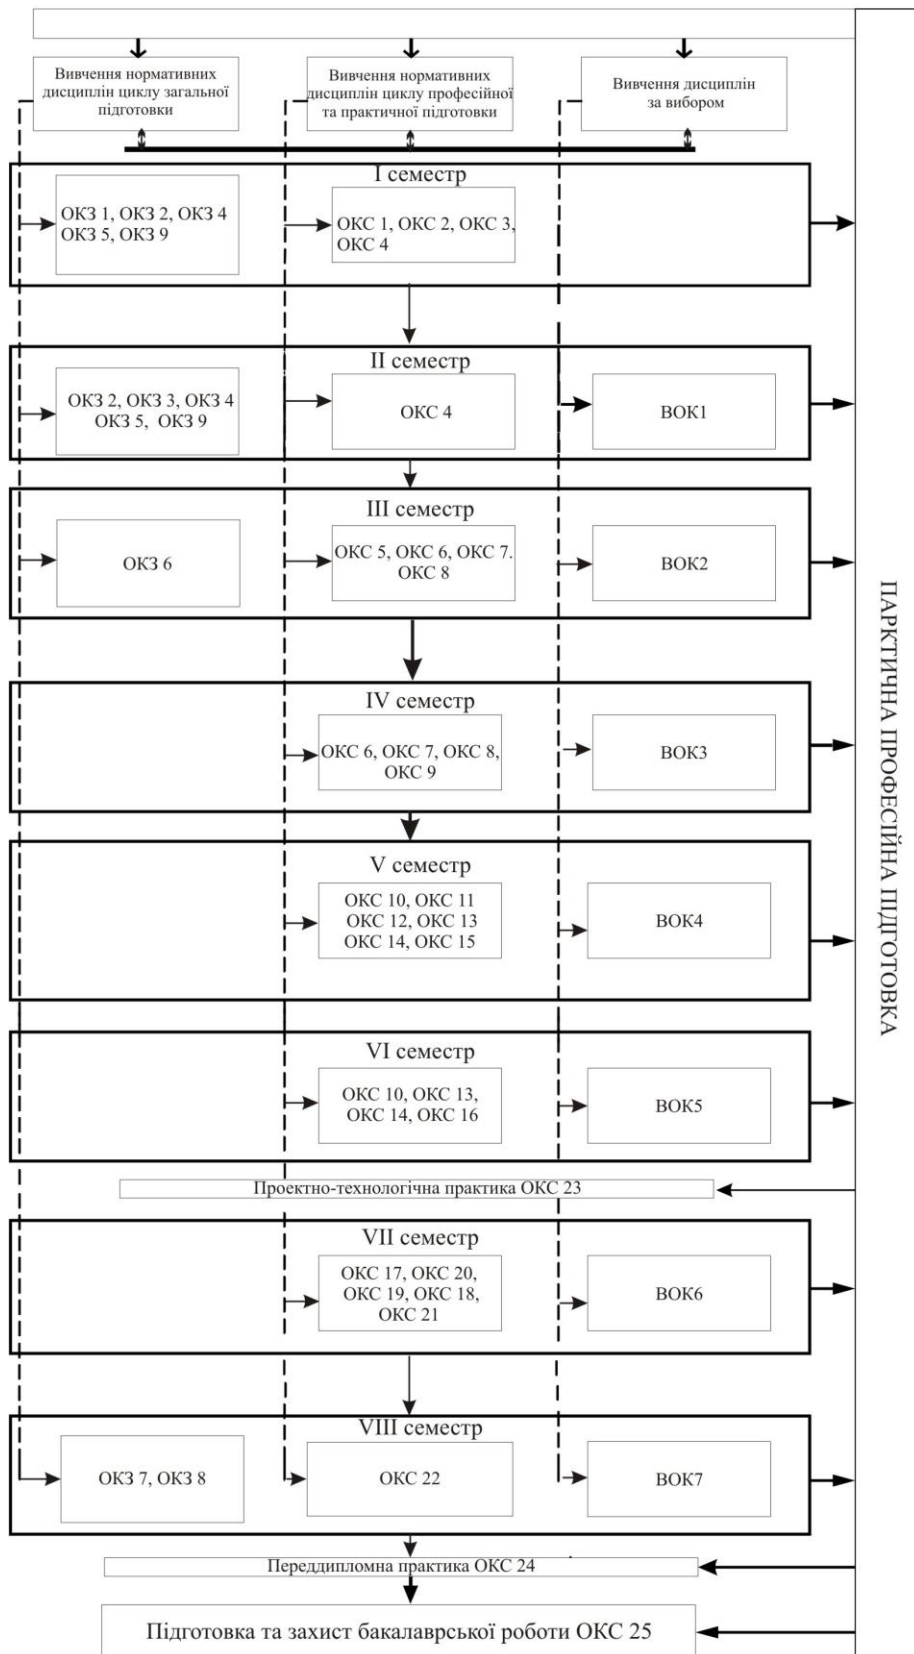 Вивчення нормативних
дисциплін циклу загальної
підготовки
Вивчення нормативних
дисциплін циклу професійної
та практичної підготовки
Вивчення дисциплін
за вибором
І семестр
ОКЗ 1, ОКЗ 2, ОКЗ 4
ОКЗ 5, ОКЗ 9
ОКС 1, ОКС 2, ОКС 3,
ОКС 4
ІІ семестр
ОКЗ 2, ОКЗ 3, ОКЗ 4
ОКЗ 5, ОКЗ 9
ОКС 4
ВОК1
ІІІ семестр
ОКЗ 6
ОКС 5, ОКС 6, ОКС 7.
ОКС 8
ВОК2
IV семестр
ОКС 6, ОКС 7, ОКС 8,
ОКС 9
ВОК3
V семестр
ОКС 10, ОКС 11
ОКС 12, ОКС 13
ОКС 14, ОКС 15
ВОК4
VI семестр
ОКС 10, ОКС 13,
ОКС 14, ОКС 16
ВОК5
Проектно-технологічна практика ОКС 23
VII семестр
ОКС 17, ОКС 20,
ОКС 19, ОКС 18,
ОКС 21
ВОК6
VIII семестр
ОКЗ 7, ОКЗ 8
ОКС 22
ВОК7
Переддипломна практика ОКС 24
Підготовка та захист бакалаврської роботи ОКС 25
ПАРКТИЧНА ПРОФЕСІЙНА ПІДГОТОВКА